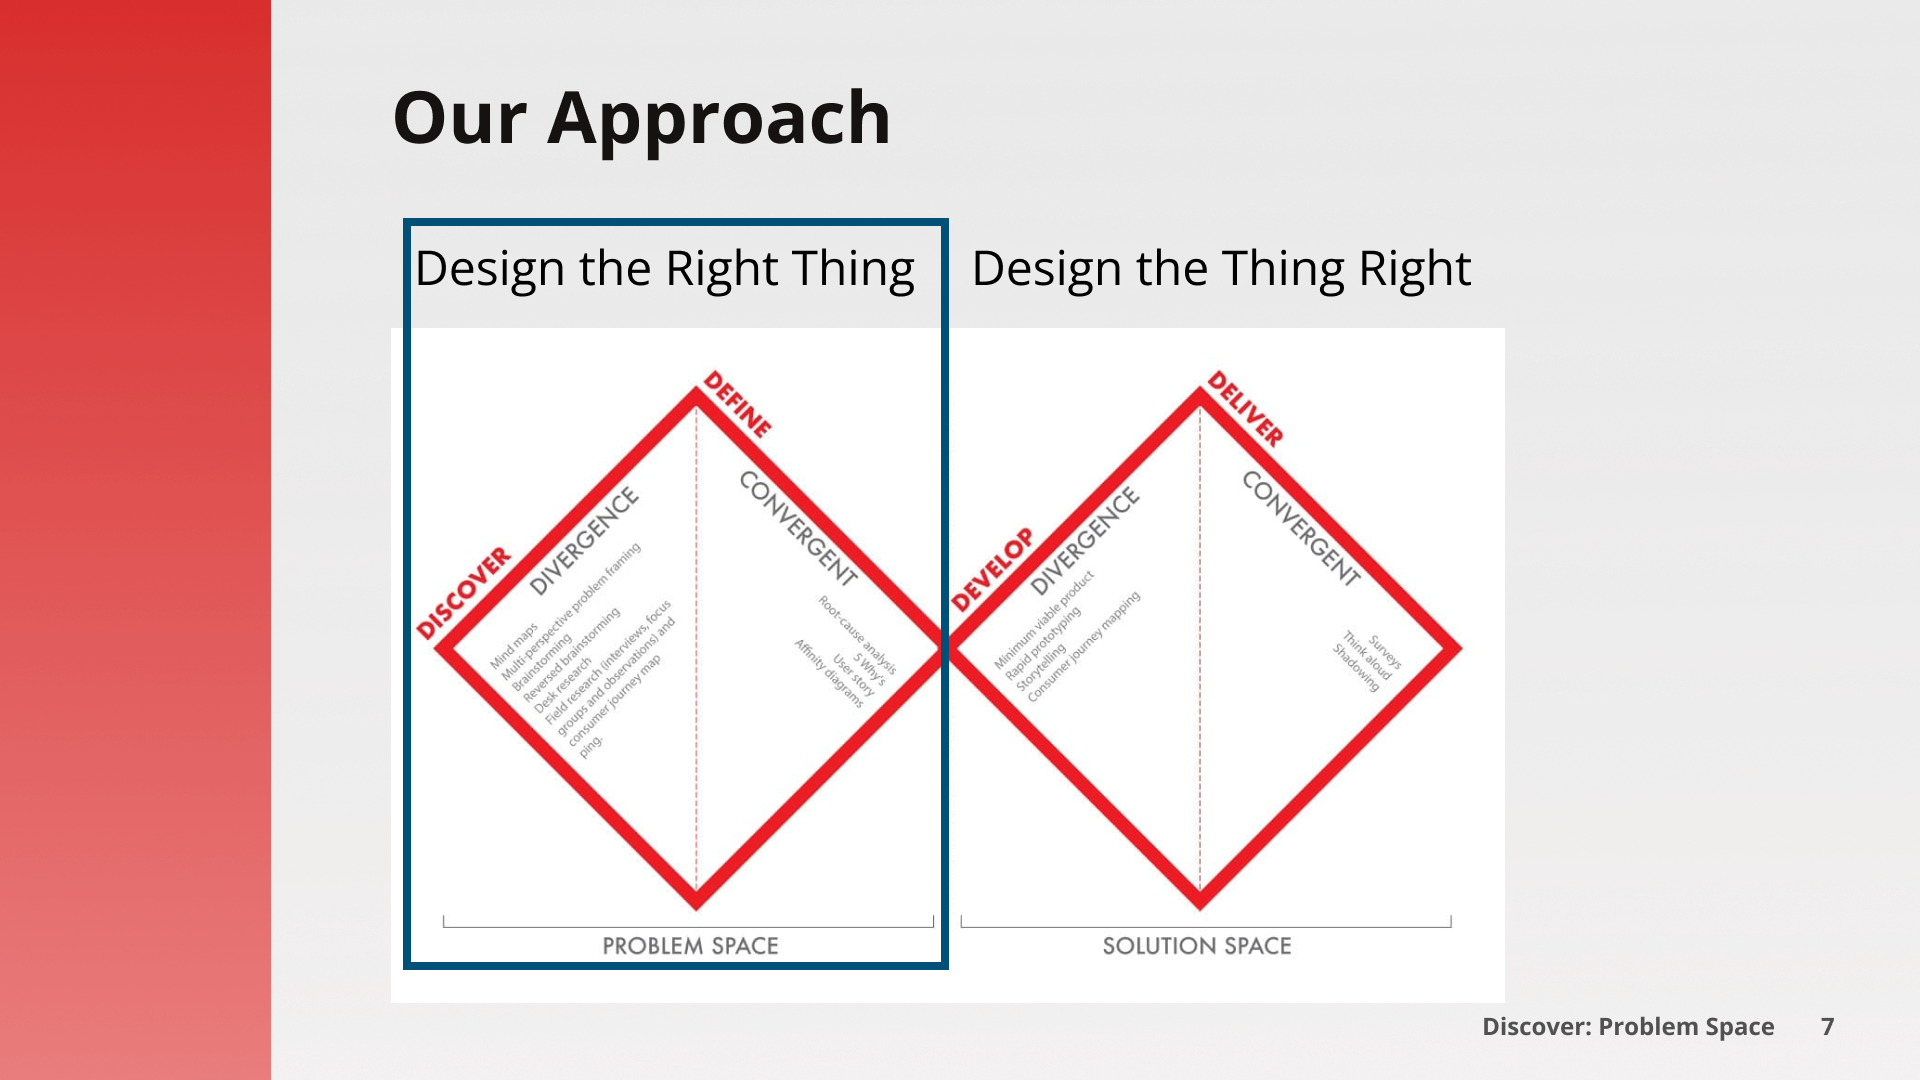 Our Approach
Design the Right Thing
Design the Thing Right
DISCOVER
DIVERGENCE
Mind maps
Multi-perspective problem framing
Brainstorming
Reversed brainstorming
Desk research
Field research (interviews, focus
groups and observations) and
consumer journey map
ping.
DEFINE
CONVERGENT
Root-cause analysis
5 Why's
User story
Affinity diagrams
PROBLEM SPACE
DEVELOP
DIVERGENCE
Minimum viable product
Rapid prototyping
Storytelling
Consumer journey mapping
DELIVER
CONVERGENT
Surveys
Think aloud
Shadowing
SOLUTION SPACE
Discover: Problem Space 7